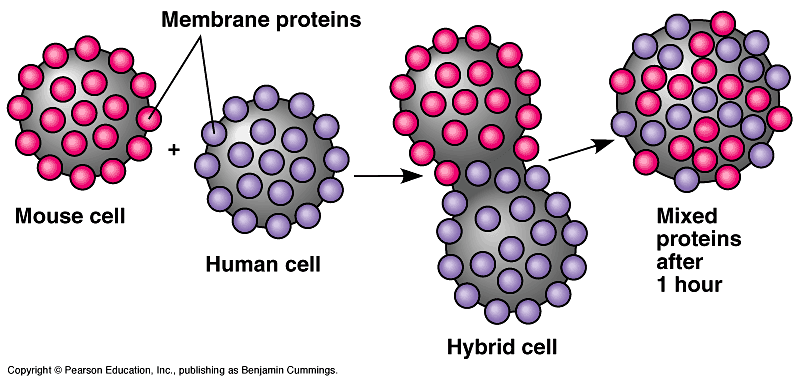 Membrane proteins
+
Mouse cell
Human cell
Hybrid cell
Mixed
proteins
after
1 hour
Copyright © Pearson Education, Inc., publishing as Benjamin Cummings.